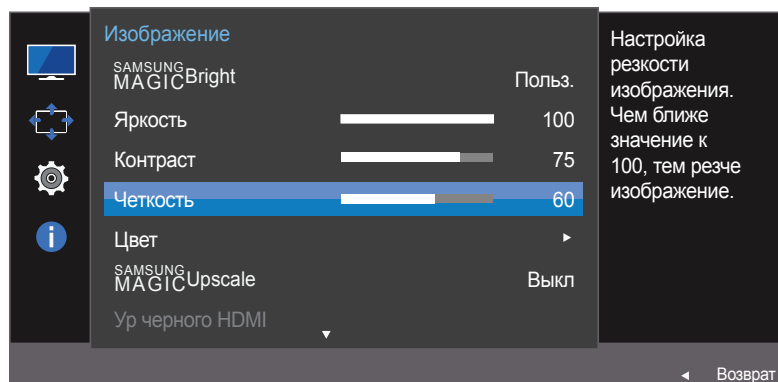 Изображение
SAMSUNG MAGICBright Польз.
Яркость 100
Контраст 75
Четкость 60
Цвет
SAMSUNG MAGICUpscale Выкл
Ур черного HDMI
Настройка
резкости
изображения.
Чем ближе
значение к
100, тем резче
изображение.
Возврат